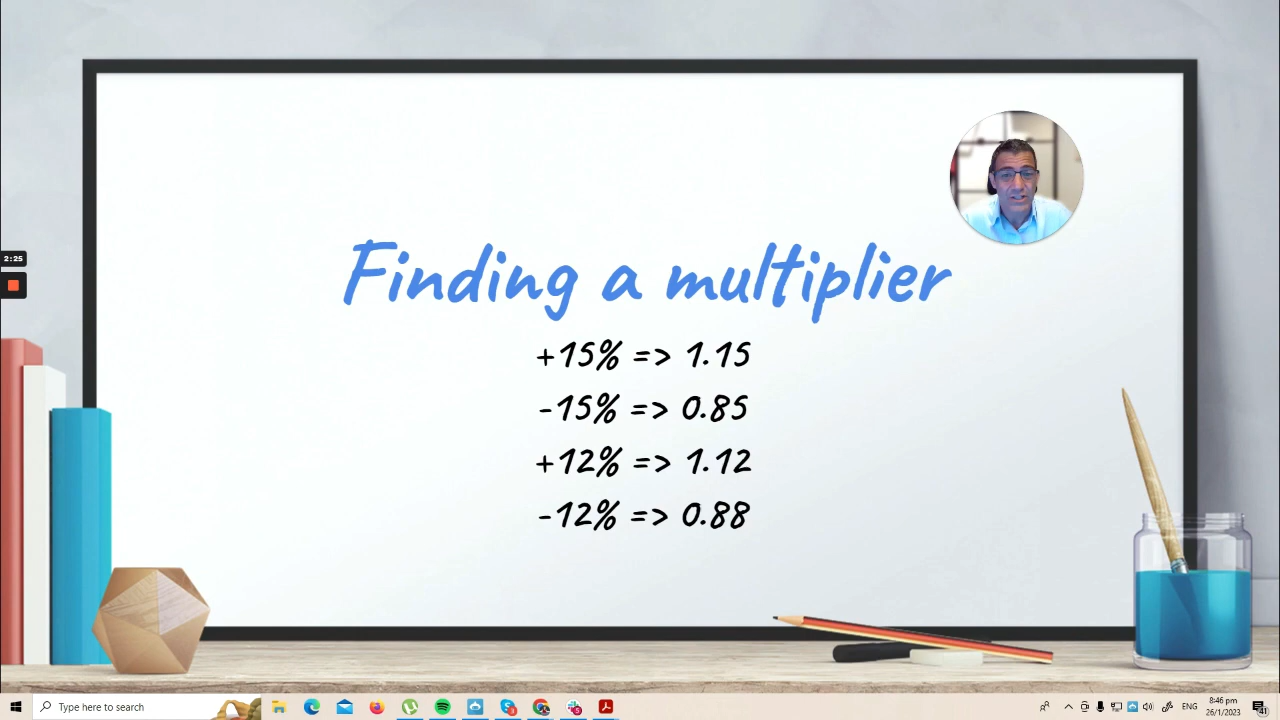 Finding a multiplier
+15% => 1.15
-15% => 0.85
+12% => 1.12
-12% => 0.88
2:25
Type here to search
ENG
8:46 pm
26/1/2023
41